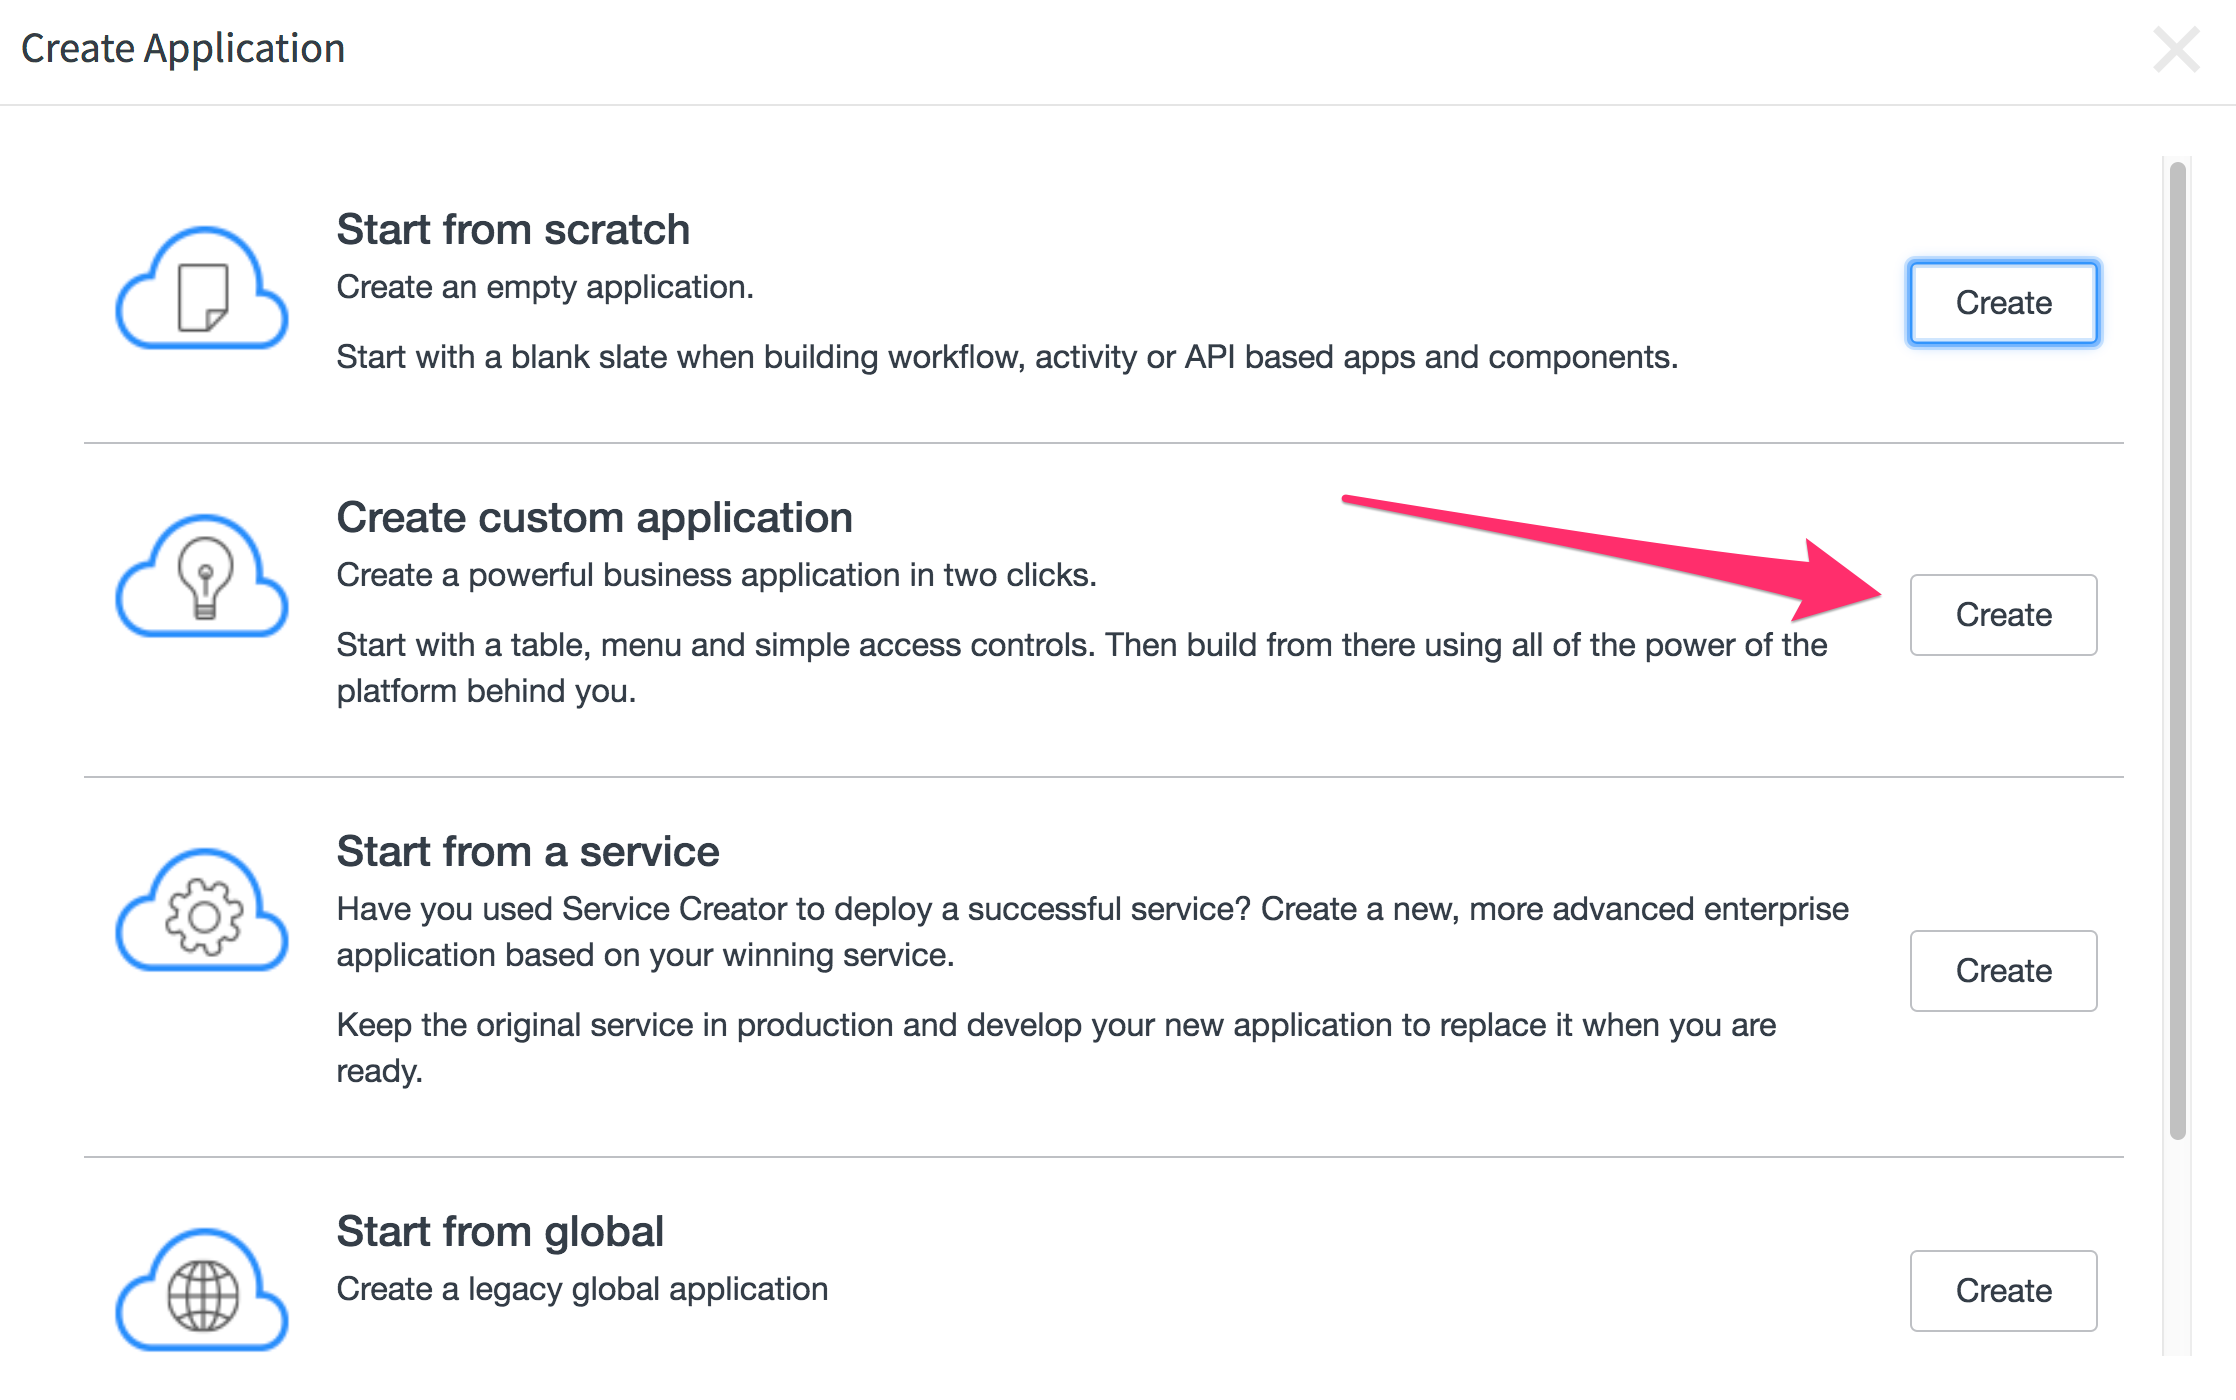 Create Application
Start from scratch
Create an empty application.
Start with a blank slate when building workflow, activity or API based apps and components.
Create
Create custom application
Create a powerful business application in two clicks.
Start with a table, menu and simple access controls. Then build from there using all of the power of the
platform behind you.
Create
Start from a service
Have you used Service Creator to deploy a successful service? Create a new, more advanced enterprise
application based on your winning service.
Keep the original service in production and develop your new application to replace it when you are
ready.
Create
Start from global
Create a legacy global application
Create